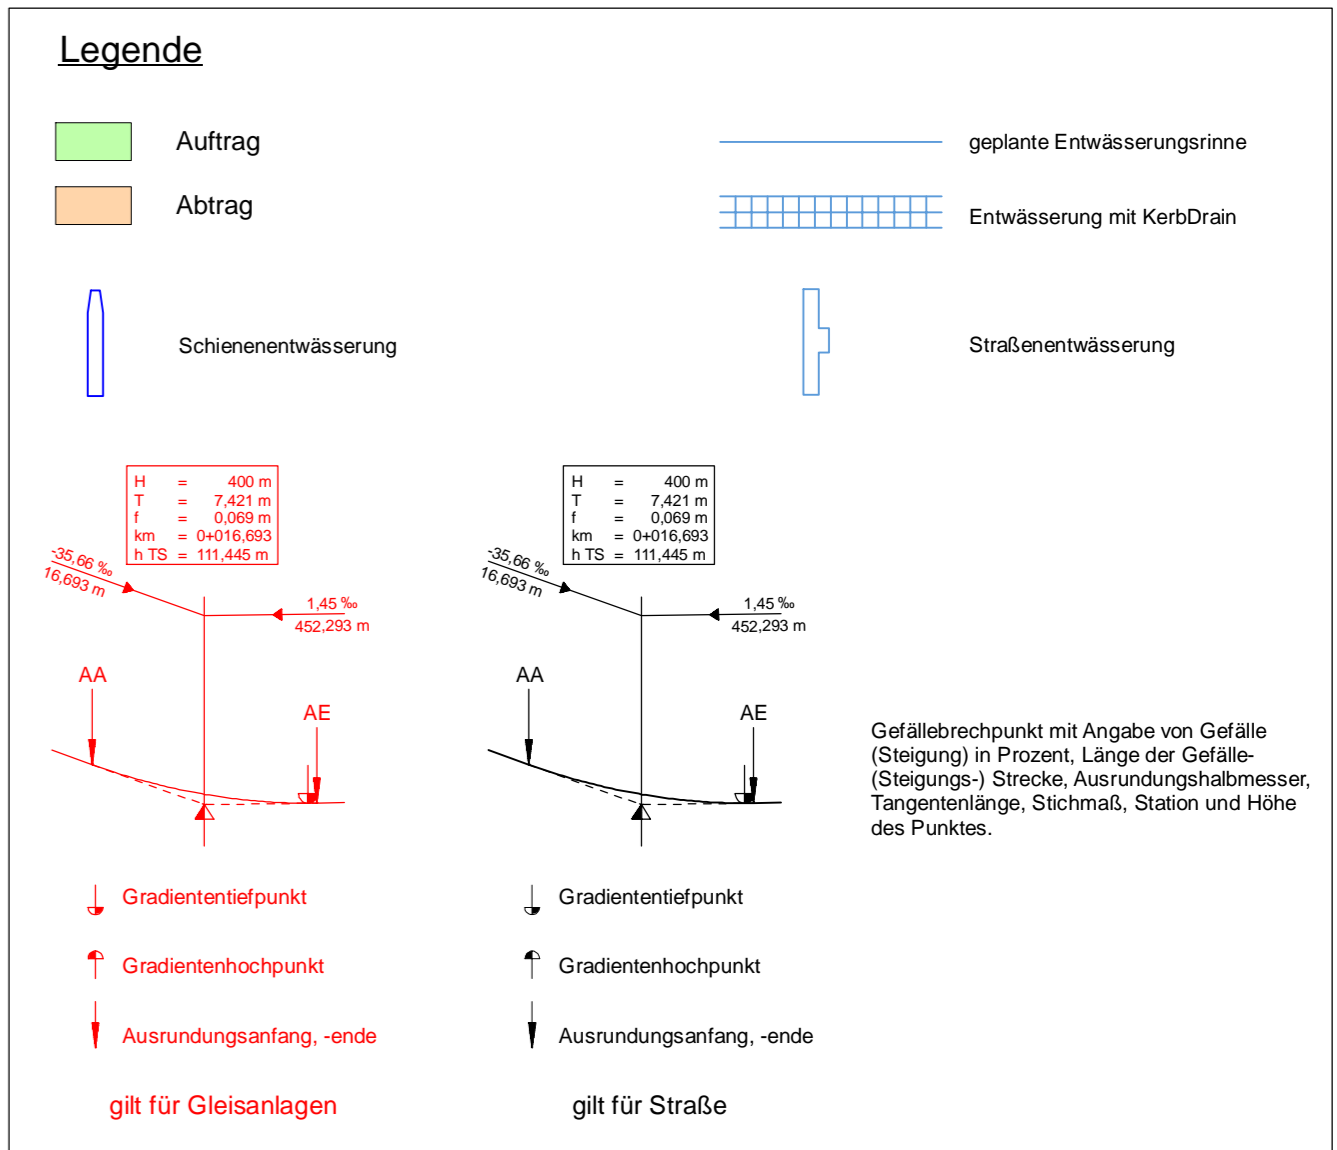 Legende
Auftrag
Abtrag
Schienenentwässerung
geplante Entwässerungsrinne
Entwässerung mit KerbDrain
Straßenentwässerung
H = 400 m
T = 7,421 m
f = 0,069 m
km = 0+016,693
h TS = 111,445 m
-35,66 ‰
16,693 m
1,45 ‰
452,293 m
AA
AE
H = 400 m
T = 7,421 m
f = 0,069 m
km = 0+016,693
h TS = 111,445 m
-35,66 ‰
16,693 m
1,45 ‰
452,293 m
AA
AE
Gefällebrechpunkt mit Angabe von Gefälle
(Steigung) in Prozent, Länge der Gefälle-
(Steigungs-) Strecke, Ausrundungshalbmesser,
Tangentenlänge, Stichmaß, Station und Höhe
des Punktes.
Gradiententiefpunkt
Gradientenhochpunkt
Ausrundungsanfang, -ende
gilt für Gleisanlagen
Gradiententiefpunkt
Gradientenhochpunkt
Ausrundungsanfang, -ende
gilt für Straße